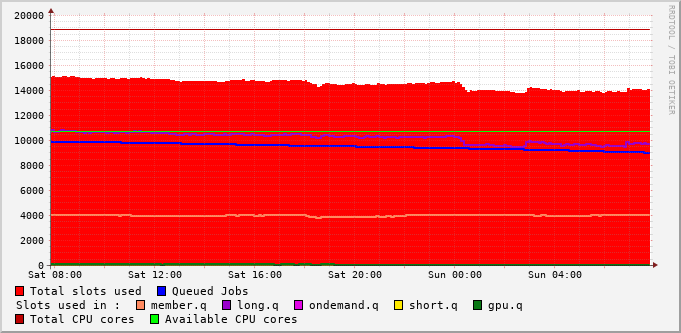 RRDTOOL / TOBI OETIKER
20000
18000
16000
14000
12000
10000
8000
6000
4000
2000
0
Sat 08:00 Sat 12:00 Sat 16:00 Sat 20:00 Sun 00:00 Sun 04:00
Total slots used Queued Jobs
Slots used in : member.q long.q ondemand.q short.q gpu.q
Total CPU cores Available CPU cores